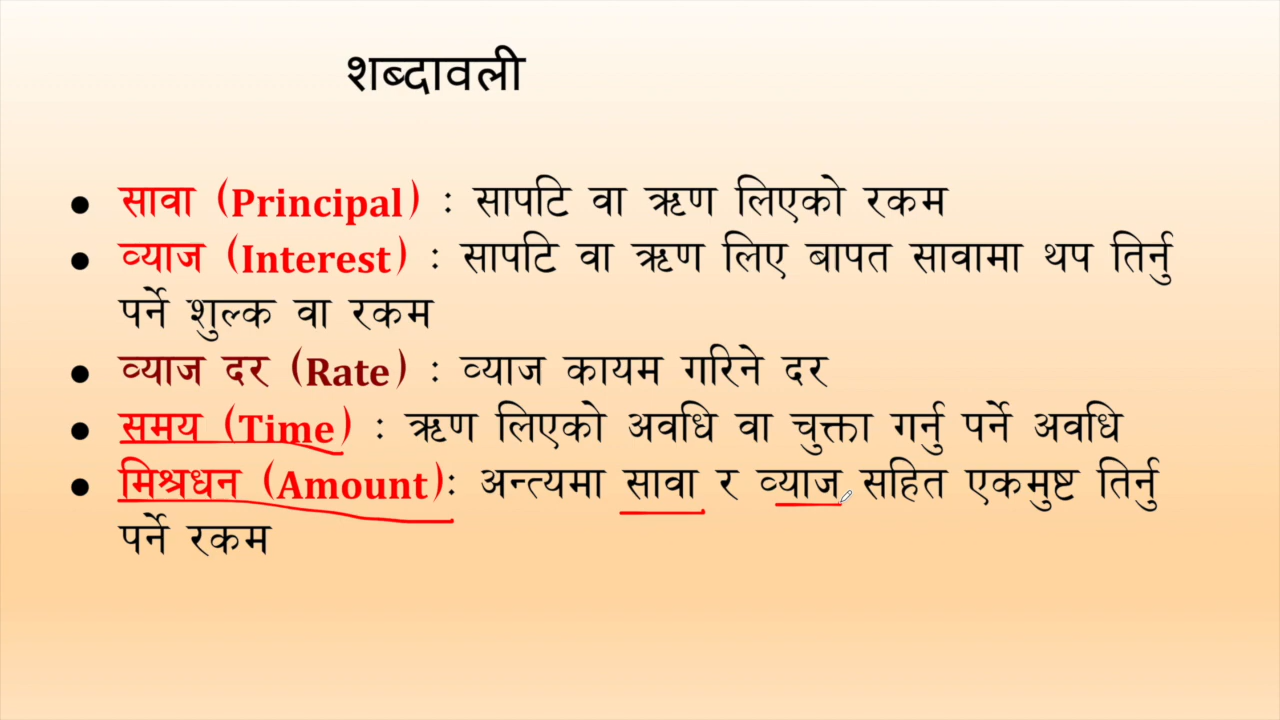 शब्दावली
• सावा (Principal) : सापटि वा ऋण लिएको रकम
• व्याज (Interest) : सापटि वा ऋण लिए बापत सावामा थप तिर्नु
पर्ने शुल्क वा रकम
• व्याज दर (Rate) : व्याज कायम गरिने दर
• समय (Time) : ऋण लिएको अवधि वा चुक्ता गर्नु पर्ने अवधि
• मिश्रधन (Amount): अन्त्यमा सावा र व्याज सहित एकमुष्ट तिर्नु
पर्ने रकम